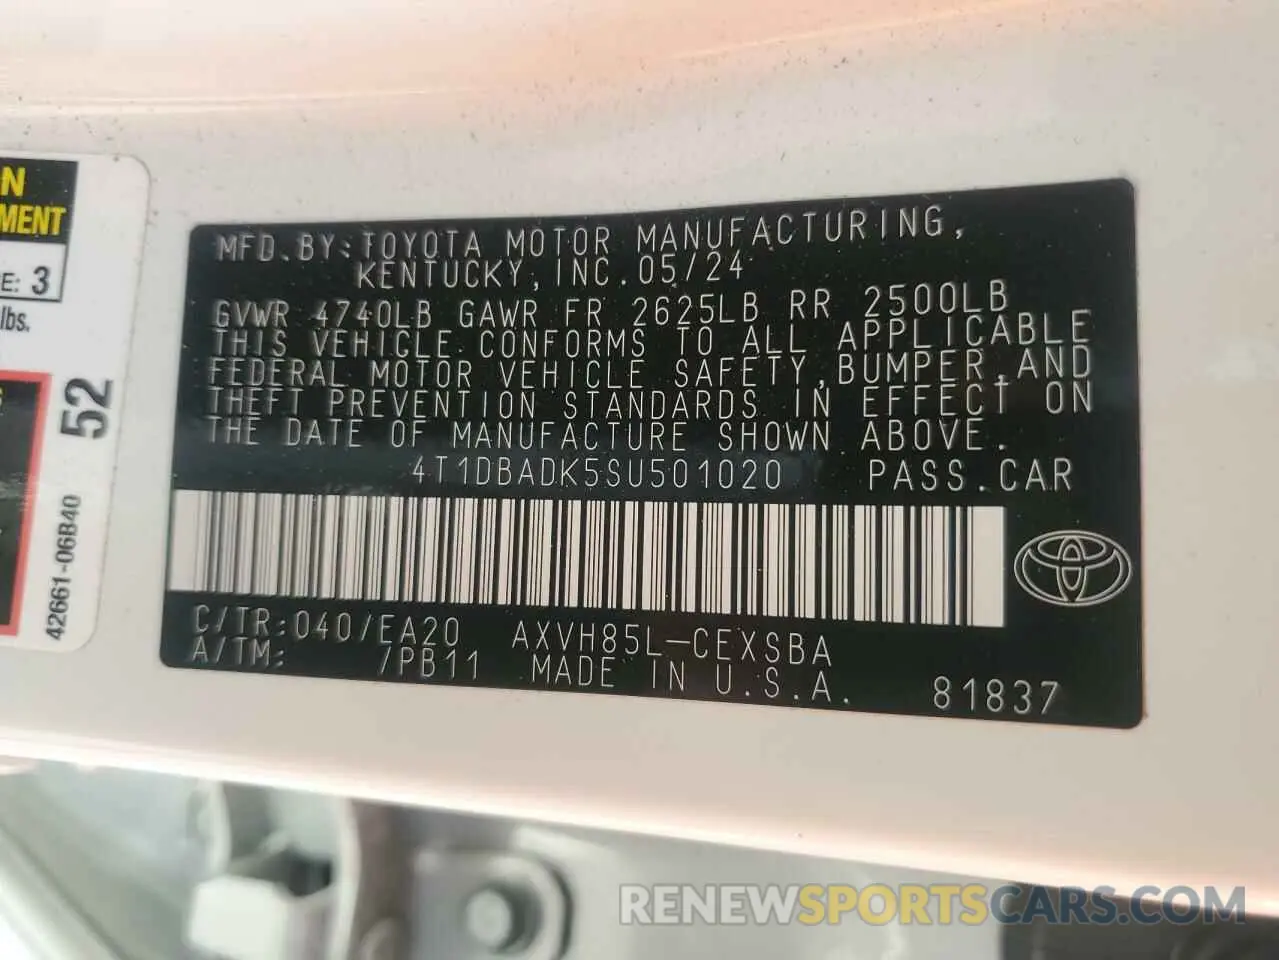 N
MENT
E: 3
lbs.
52
42661-06B40
MFD. BY: TOYOTA MOTOR MANUFACTURING,
KENTUCKY, INC. 05/24
GVWR 4740LB GAWR FR 2625LB RR 2500LB
THIS VEHICLE CONFORMS TO ALL APPLICABLE
FEDERAL MOTOR VEHICLE SAFETY, BUMPER, AND
THEFT PREVENTION STANDARDS IN EFFECT ON
THE DATE OF MANUFACTURE SHOWN ABOVE.
4T1DBADK5SU501020 PASS. CAR
C/TR: 040/EA20 AXVH85L-CEXSBA
A/TM: /PB11 MADE IN U.S.A. 81837
RENEWSPORTSCARS.COM